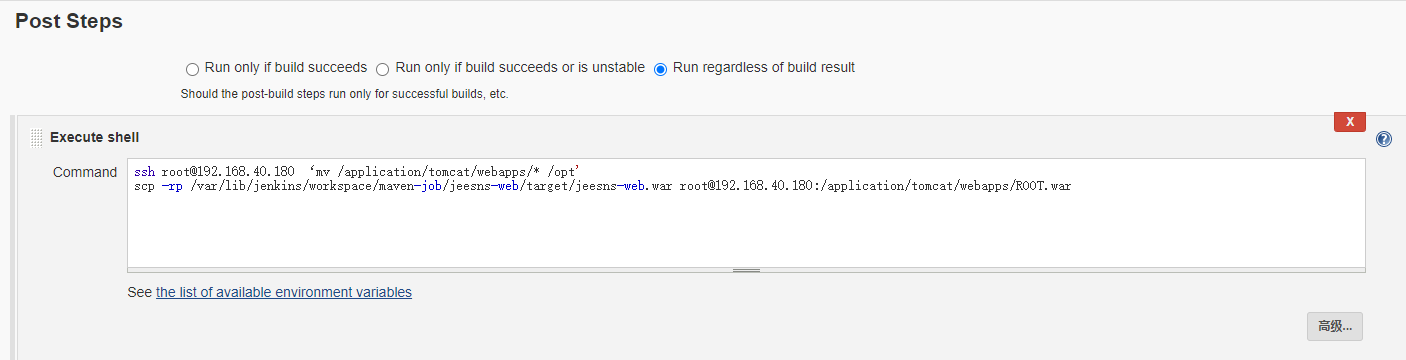 Post Steps
Run only if build succeeds Run only if build succeeds or is unstable Run regardless of build result
Should the post-build steps run only for successful builds, etc.
X
Execute shell
?
Command
ssh root@192.168.40.180 ‘mv /application/tomcat/webapps/* /opt'
scp -rp /var/lib/jenkins/workspace/maven-job/jeesns-web/target/jeesns-web.war root@192.168.40.180:/application/tomcat/webapps/ROOT.war
See the list of available environment variables
高级...